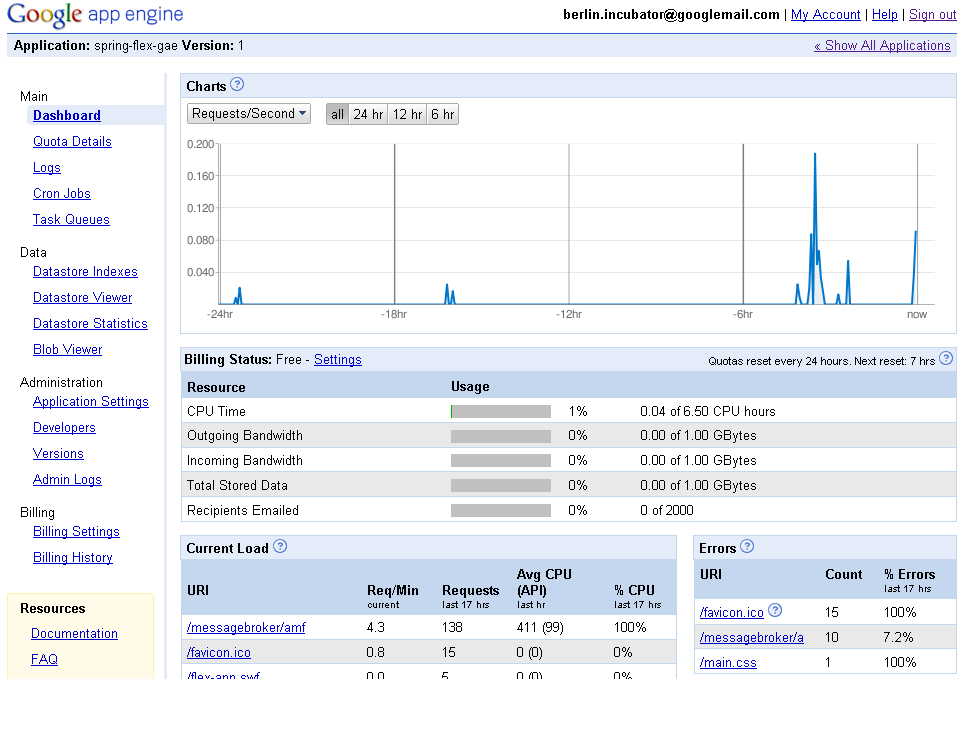 Google app engine
berlin.incubator@googlemail.com | My Account | Help | Sign out
Application: spring-flex-gae Version: 1
« Show All Applications
Main
Dashboard
Quota Details
Logs
Cron Jobs
Task Queues
Data
Datastore Indexes
Datastore Viewer
Datastore Statistics
Blob Viewer
Administration
Application Settings
Developers
Versions
Admin Logs
Billing
Billing Settings
Billing History
Resources
Documentation
FAQ
Charts ?
Requests/Second all 24 hr 12 hr 6 hr
0.200
0.160
0.120
0.080
0.040
-24hr -18hr -12hr -6hr now
Billing Status: Free - Settings
Quotas reset every 24 hours. Next reset: 7 hrs ?
Resource Usage
CPU Time 1% 0.04 of 6.50 CPU hours
Outgoing Bandwidth 0% 0.00 of 1.00 GBytes
Incoming Bandwidth 0% 0.00 of 1.00 GBytes
Total Stored Data 0% 0.00 of 1.00 GBytes
Recipients Emailed 0% 0 of 2000
Current Load ?
URI Req/Min current Requests last 17 hrs Avg CPU (API) last hr % CPU last 17 hrs
/messagebroker/amf 4.3 138 411 (99) 100%
/favicon.ico 0.8 15 0 (0) 0%
/flex-app.swf 0.0 5 0 (0) 0%
Errors ?
URI Count % Errors last 17 hrs
/favicon.ico ? 15 100%
/messagebroker/a 10 7.2%
/main.css 1 100%